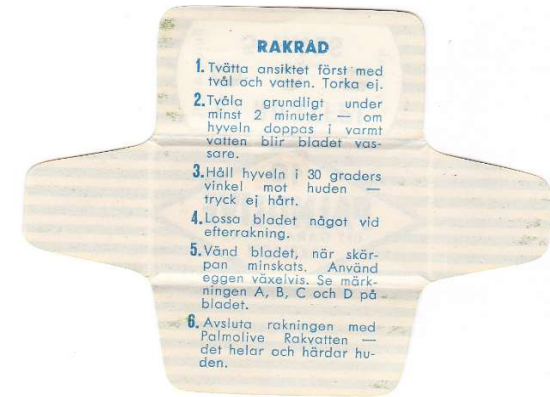 RAKRÅD
1. Tvätta ansiktet först med
tvål och vatten. Torka ej.
2. Tvåla grundligt under
minst 2 minuter — om
hyveln doppas i varmt
vatten blir bladet vas-
sare.
3. Håll hyveln i 30 graders
vinkel mot huden —
tryck ej hårt.
4. Lossa bladet något vid
efterrakning.
5. Vänd bladet, när skär-
pan minskats. Använd
eggen växelvis. Se märk-
ningen A, B, C och D på
bladet.
6. Avsluta rakningen med
Palmolive Rakvatten —
det helar och härdar hu-
den.